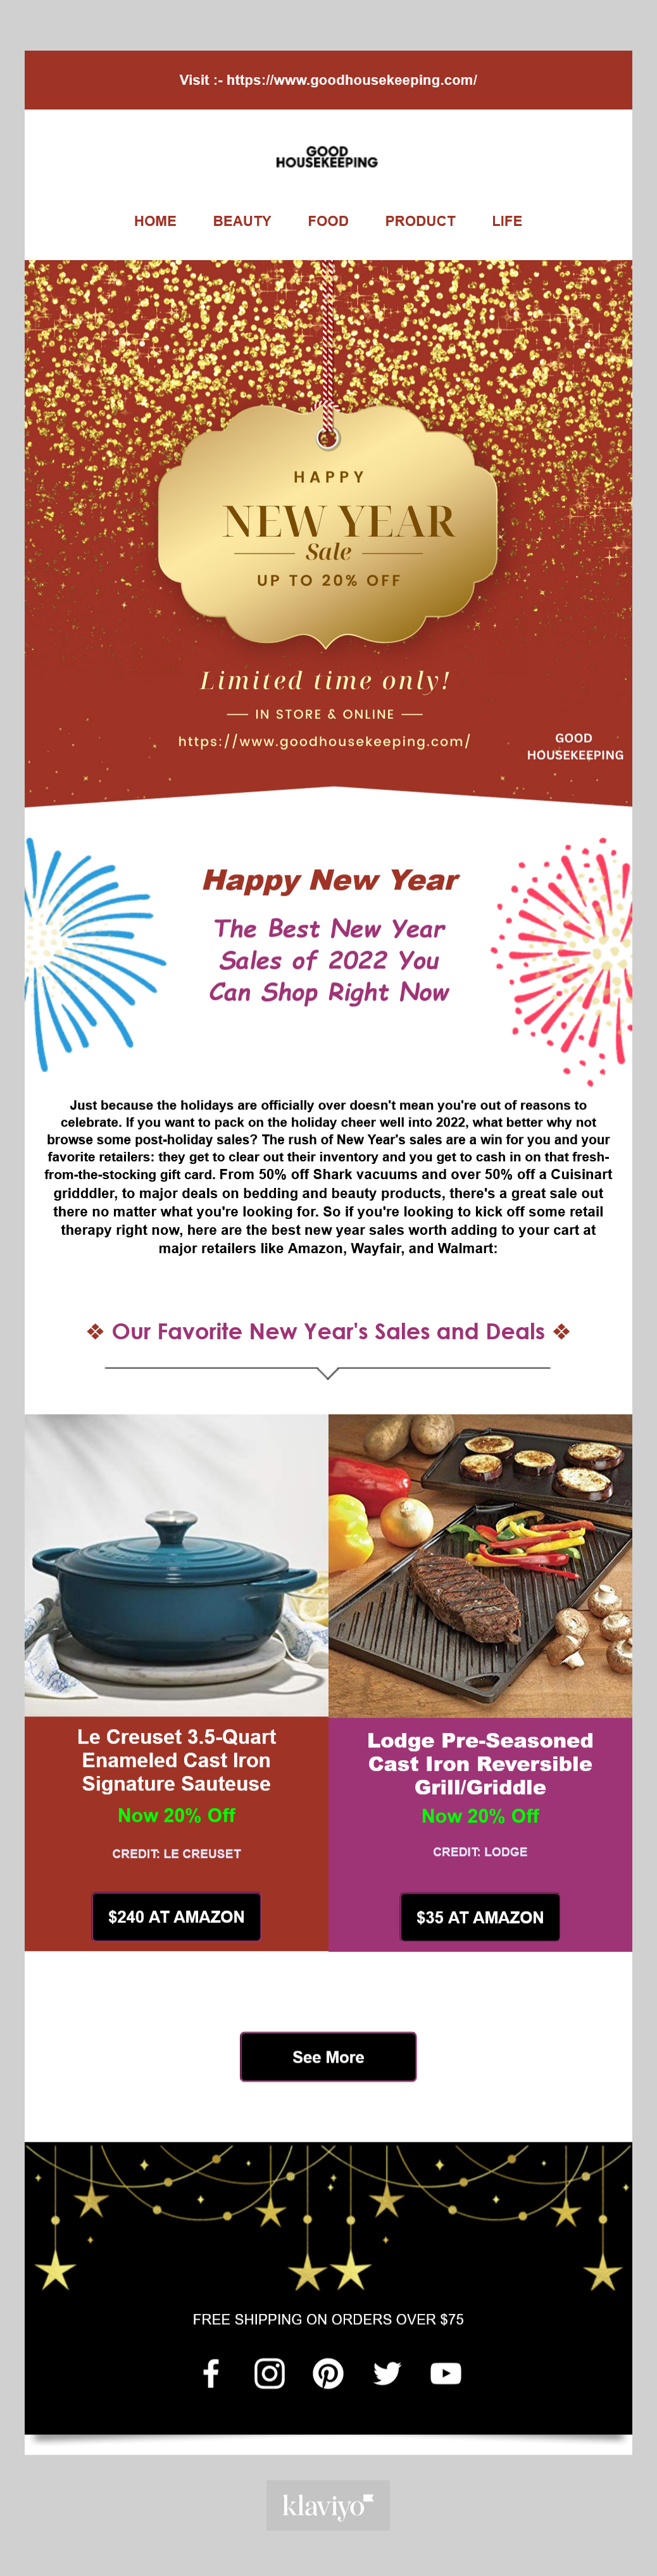 Visit :- https://www.goodhousekeeping.com/
GOOD
HOUSEKEEPING
HOME BEAUTY FOOD PRODUCT LIFE
HAPPY
NEW YEAR
Sale
UP TO 20% OFF
Limited time only!
IN STORE & ONLINE
https://www.goodhousekeeping.com/
GOOD
HOUSEKEEPING
Happy New Year
The Best New Year
Sales of 2022 You
Can Shop Right Now
Just because the holidays are officially over doesn't mean you're out of reasons to
celebrate. If you want to pack on the holiday cheer well into 2022, what better why not
browse some post-holiday sales? The rush of New Year's sales are a win for you and your
favorite retailers: they get to clear out their inventory and you get to cash in on that fresh-
from-the-stocking gift card. From 50% off Shark vacuums and over 50% off a Cuisinart
gridddler, to major deals on bedding and beauty products, there's a great sale out
there no matter what you're looking for. So if you're looking to kick off some retail
therapy right now, here are the best new year sales worth adding to your cart at
major retailers like Amazon, Wayfair, and Walmart:
❖ Our Favorite New Year's Sales and Deals ❖
Le Creuset 3.5-Quart
Enameled Cast Iron
Signature Sauteuse
Now 20% Off
CREDIT: LE CREUSET
$240 AT AMAZON
Lodge Pre-Seasoned
Cast Iron Reversible
Grill/Griddle
Now 20% Off
CREDIT: LODGE
$35 AT AMAZON
See More
FREE SHIPPING ON ORDERS OVER $75
klaviyo